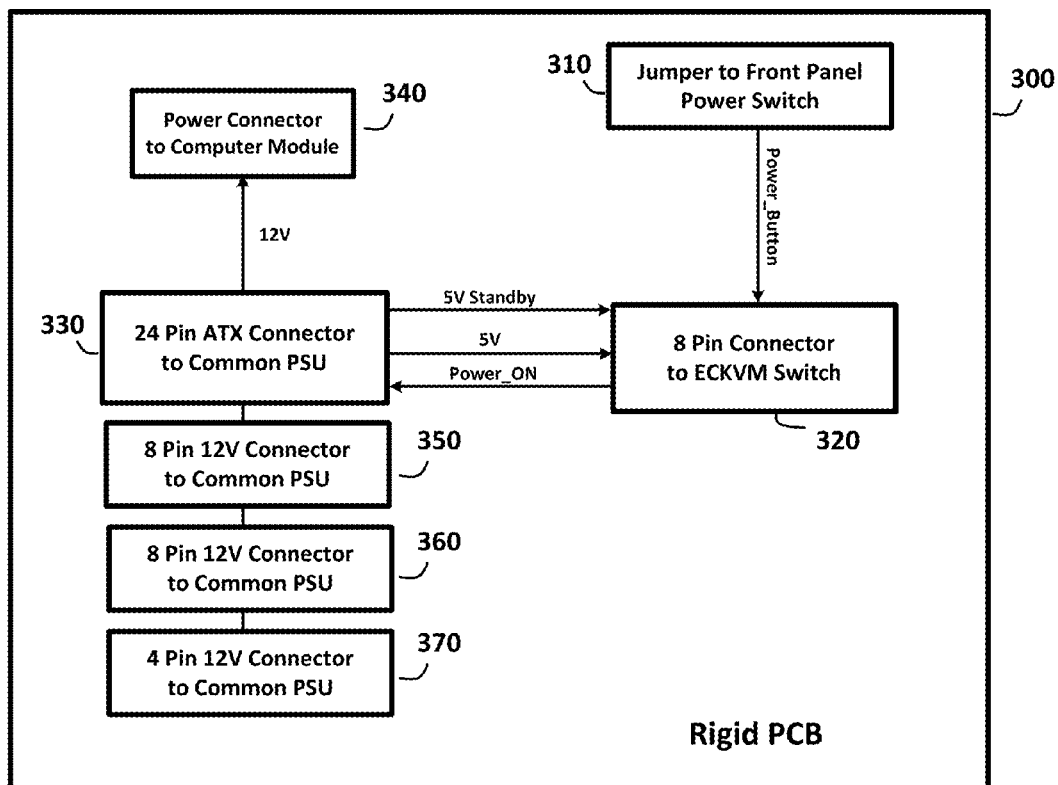 310
Jumper to Front Panel
Power Switch
300
340
Power Connector
to Computer Module
Power_Button
12V
330
24 Pin ATX Connector
to Common PSU
5V Standby
5V
Power_ON
8 Pin Connector
to ECKVM Switch
320
8 Pin 12V Connector
to Common PSU
350
8 Pin 12V Connector
to Common PSU
360
4 Pin 12V Connector
to Common PSU
370
Rigid PCB